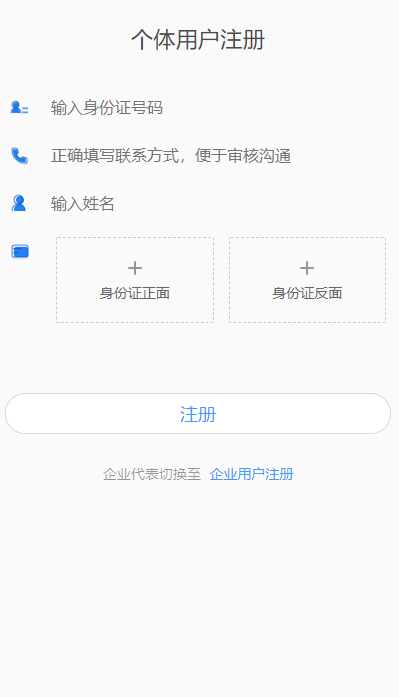 个体用户注册
输入身份证号码
正确填写联系方式，便于审核沟通
输入姓名
身份证正面 身份证反面
注册
企业代表切换至 企业用户注册